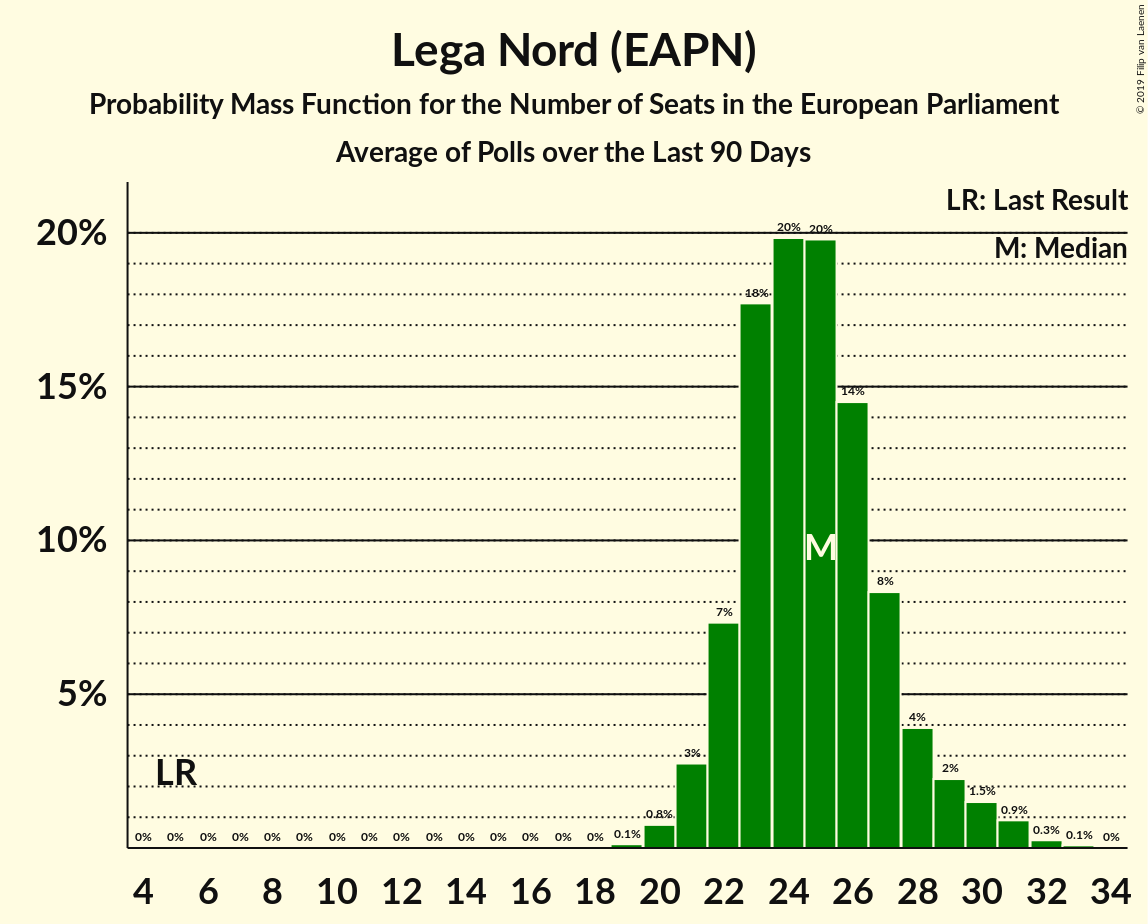 Lega Nord (EAPN)
Probability Mass Function for the Number of Seats in the European Parliament
Average of Polls over the Last 90 Days
© 2019 Filip van Laenen
LR: Last Result
M: Median
20%
15%
10%
5%
LR
M
0% 0% 0% 0% 0% 0% 0% 0% 0% 0% 0% 0% 0% 0% 0% 0.1% 0.8% 3% 7% 18% 20% 20% 14% 8% 4% 2% 1.5% 0.9% 0.3% 0.1% 0%
4 6 8 10 12 14 16 18 20 22 24 26 28 30 32 34